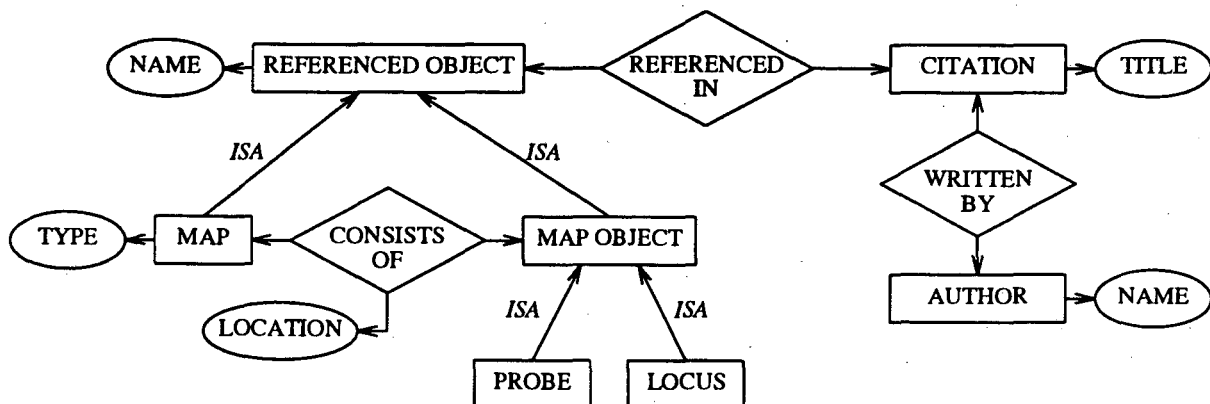 NAME
REFERENCED OBJECT
REFERENCED
IN
CITATION
TITLE
ISA
ISA
WRITTEN
BY
TYPE
MAP
CONSISTS
OF
MAP OBJECT
LOCATION
ISA
ISA
AUTHOR
NAME
PROBE
LOCUS